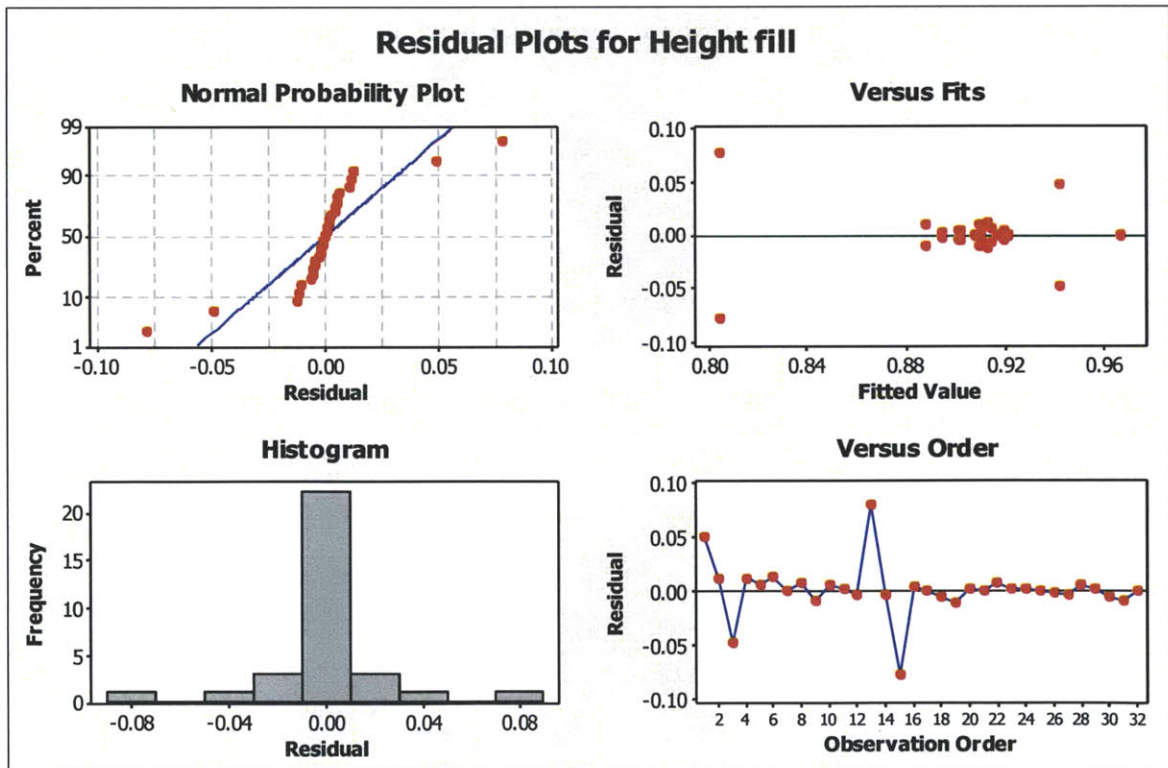 Residual Plots for Height fill
Normal Probability Plot
Percent
99
90
50
10
1
-0.10 -0.05 0.00 0.05 0.10
Residual
Versus Fits
Residual
0.10
0.05
0.00
-0.05
-0.10
0.80 0.84 0.88 0.92 0.96
Fitted Value
Histogram
Frequency
20
15
10
5
0
-0.08 -0.04 0.00 0.04 0.08
Residual
Versus Order
Residual
0.10
0.05
0.00
-0.05
-0.10
2 4 6 8 10 12 14 16 18 20 22 24 26 28 30 32
Observation Order